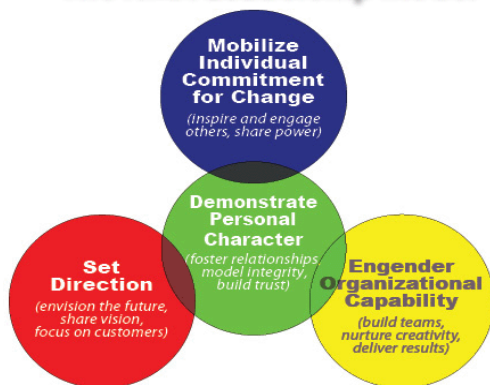 Mobilize
Individual
Commitment
for Change
(inspire and engage
others, share power)
Demonstrate
Personal
Character
(foster relationships,
model integrity,
build trust)
Set
Direction
(envision the future,
share vision,
focus on customers)
Engender
Organizational
Capability
(build teams,
nurture creativity,
deliver results)